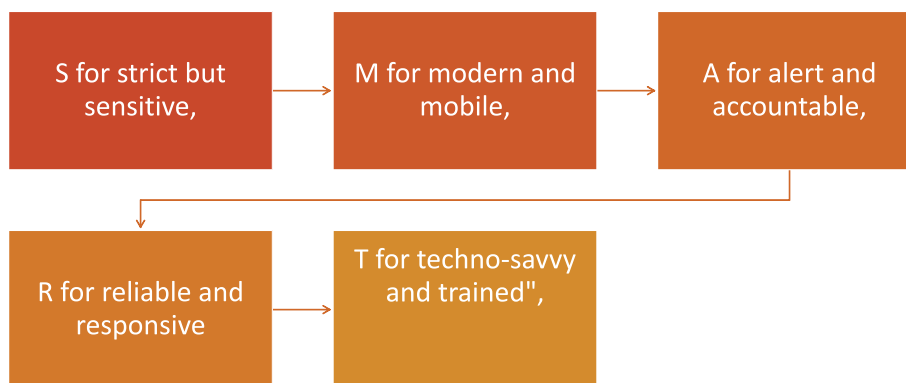 S for strict but
sensitive,
M for modern and
mobile,
A for alert and
accountable,
R for reliable and
responsive
T for techno-savvy
and trained",